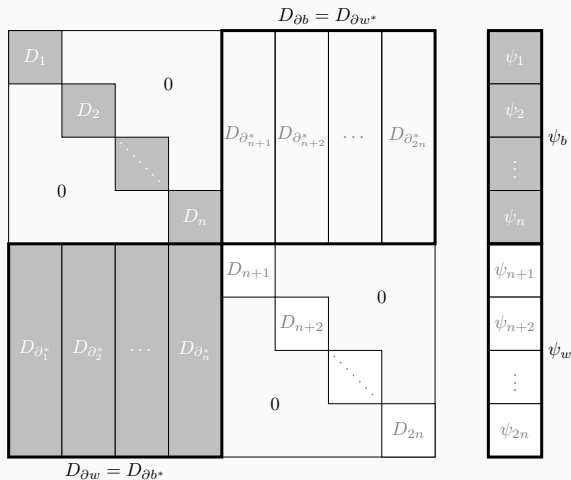 D_{∂b} = D_{∂w*}
D_1
0
ψ_1
D_2
ψ_2
D_{∂*_{n+1}} D_{∂*_{n+2}} ... D_{∂*_{2n}}
ψ_b
⋱
⋮
0
D_n
ψ_n
D_{n+1}
ψ_{n+1}
0
D_{n+2}
ψ_{n+2}
D_{∂*_1} D_{∂*_2} ... D_{∂*_n}
ψ_w
⋱
⋮
0
D_{2n}
ψ_{2n}
D_{∂w} = D_{∂b*}